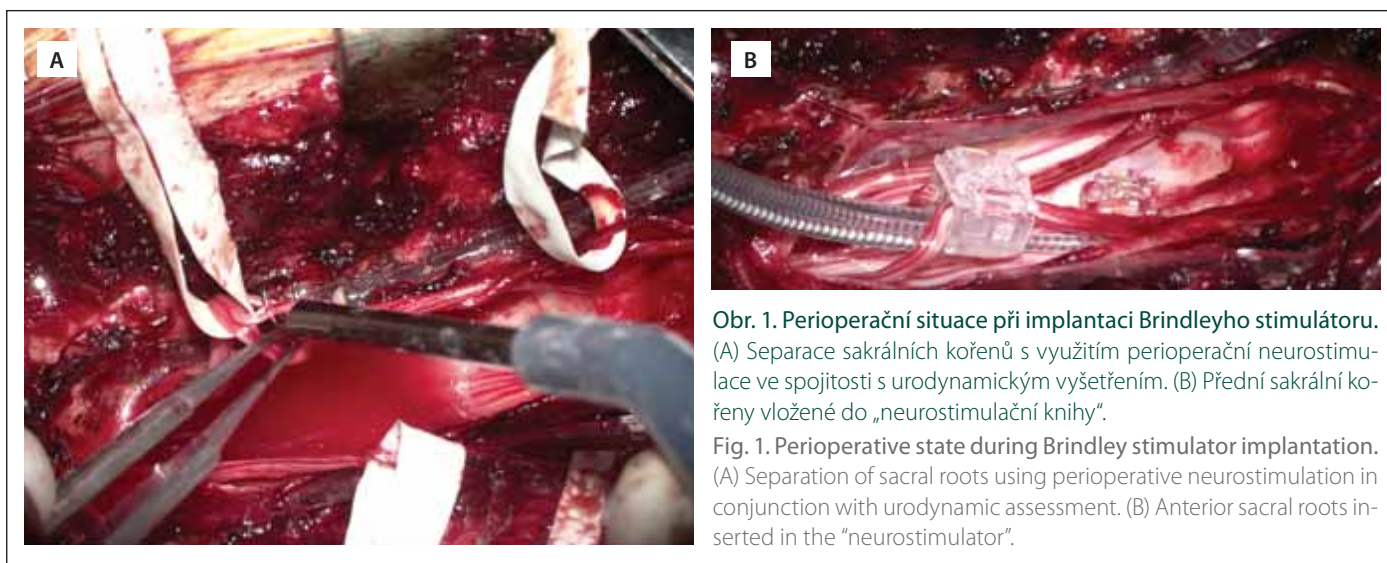 A
B
Obr. 1. Perioperační situace při implantaci Brindleyho stimulátoru.
(A) Separace sakrálních kořenů s využitím perioperační neurostimu-
lace ve spojitosti s urodynamickým vyšetřením. (B) Přední sakrální ko-
řeny vložené do „neurostimulační knihy“.
Fig. 1. Perioperative state during Brindley stimulator implantation.
(A) Separation of sacral roots using perioperative neurostimulation in
conjunction with urodynamic assessment. (B) Anterior sacral roots in-
serted in the “neurostimulator”.